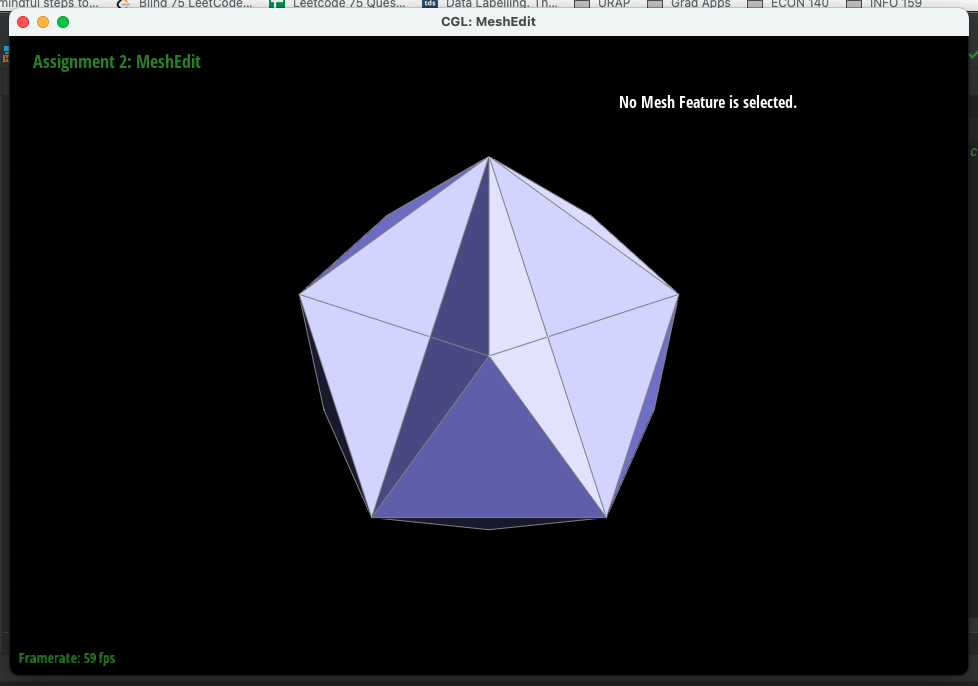 mindful steps to... Blind 75 LeetCode... Leetcode 75 Ques... tds Data Labelling. Th... URAP Grad Apps ECON 140 INFO 159
CGL: MeshEdit
Assignment 2: MeshEdit
No Mesh Feature is selected.
Framerate: 59 fps